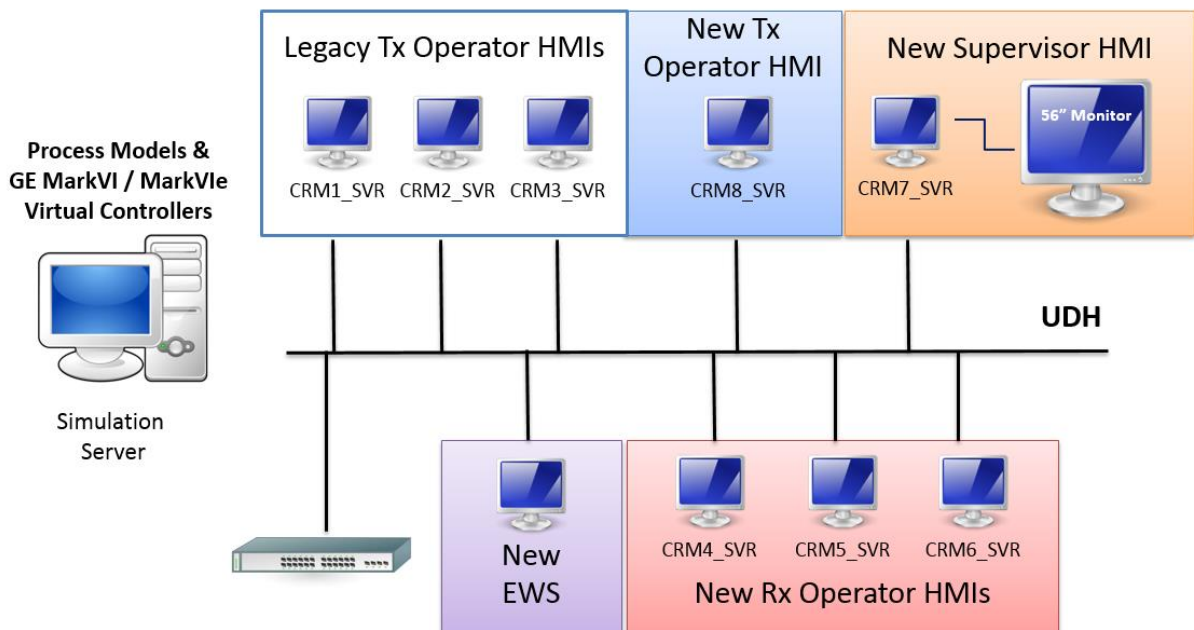 Legacy Tx Operator HMIs
CRM1_SVR
CRM2_SVR
CRM3_SVR
New Tx
Operator HMI
CRM8_SVR
New Supervisor HMI
CRM7_SVR
56” Monitor
Process Models &
GE MarkVI / MarkVIe
Virtual Controllers
Simulation
Server
UDH
New
EWS
CRM4_SVR
CRM5_SVR
CRM6_SVR
New Rx Operator HMIs